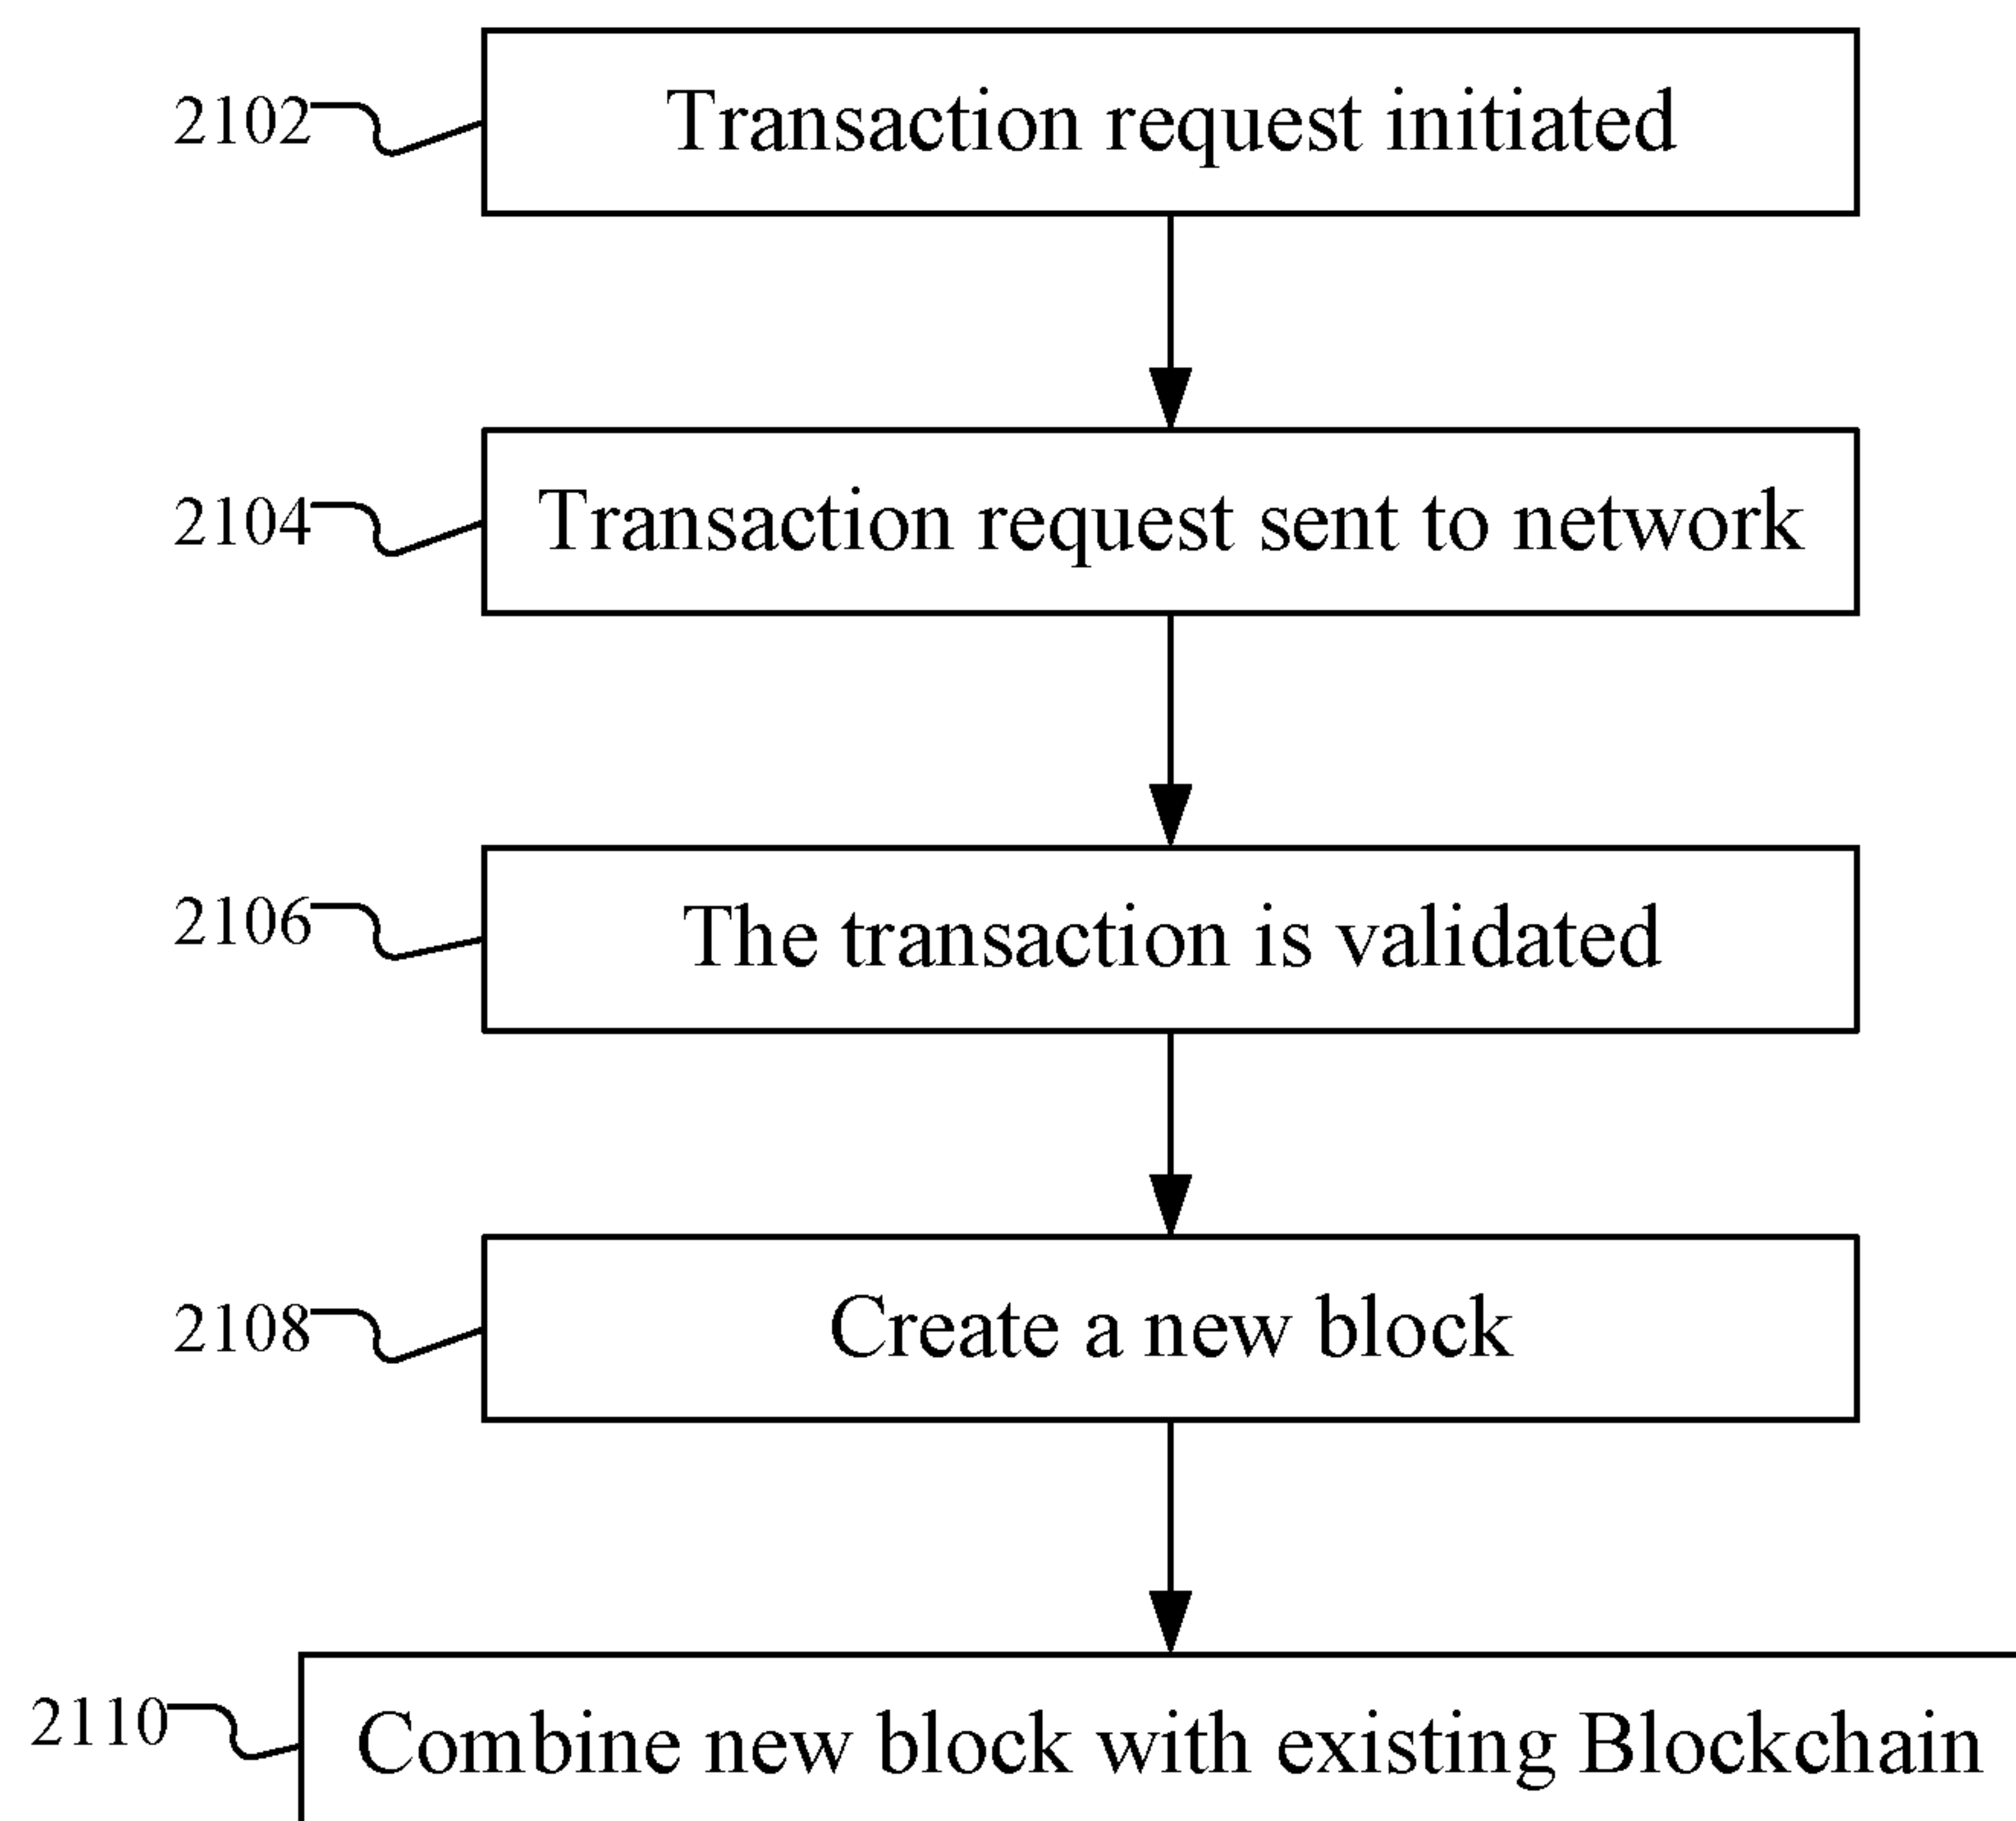 2102
Transaction request initiated
2104
Transaction request sent to network
2106
The transaction is validated
2108
Create a new block
2110
Combine new block with existing Blockchain